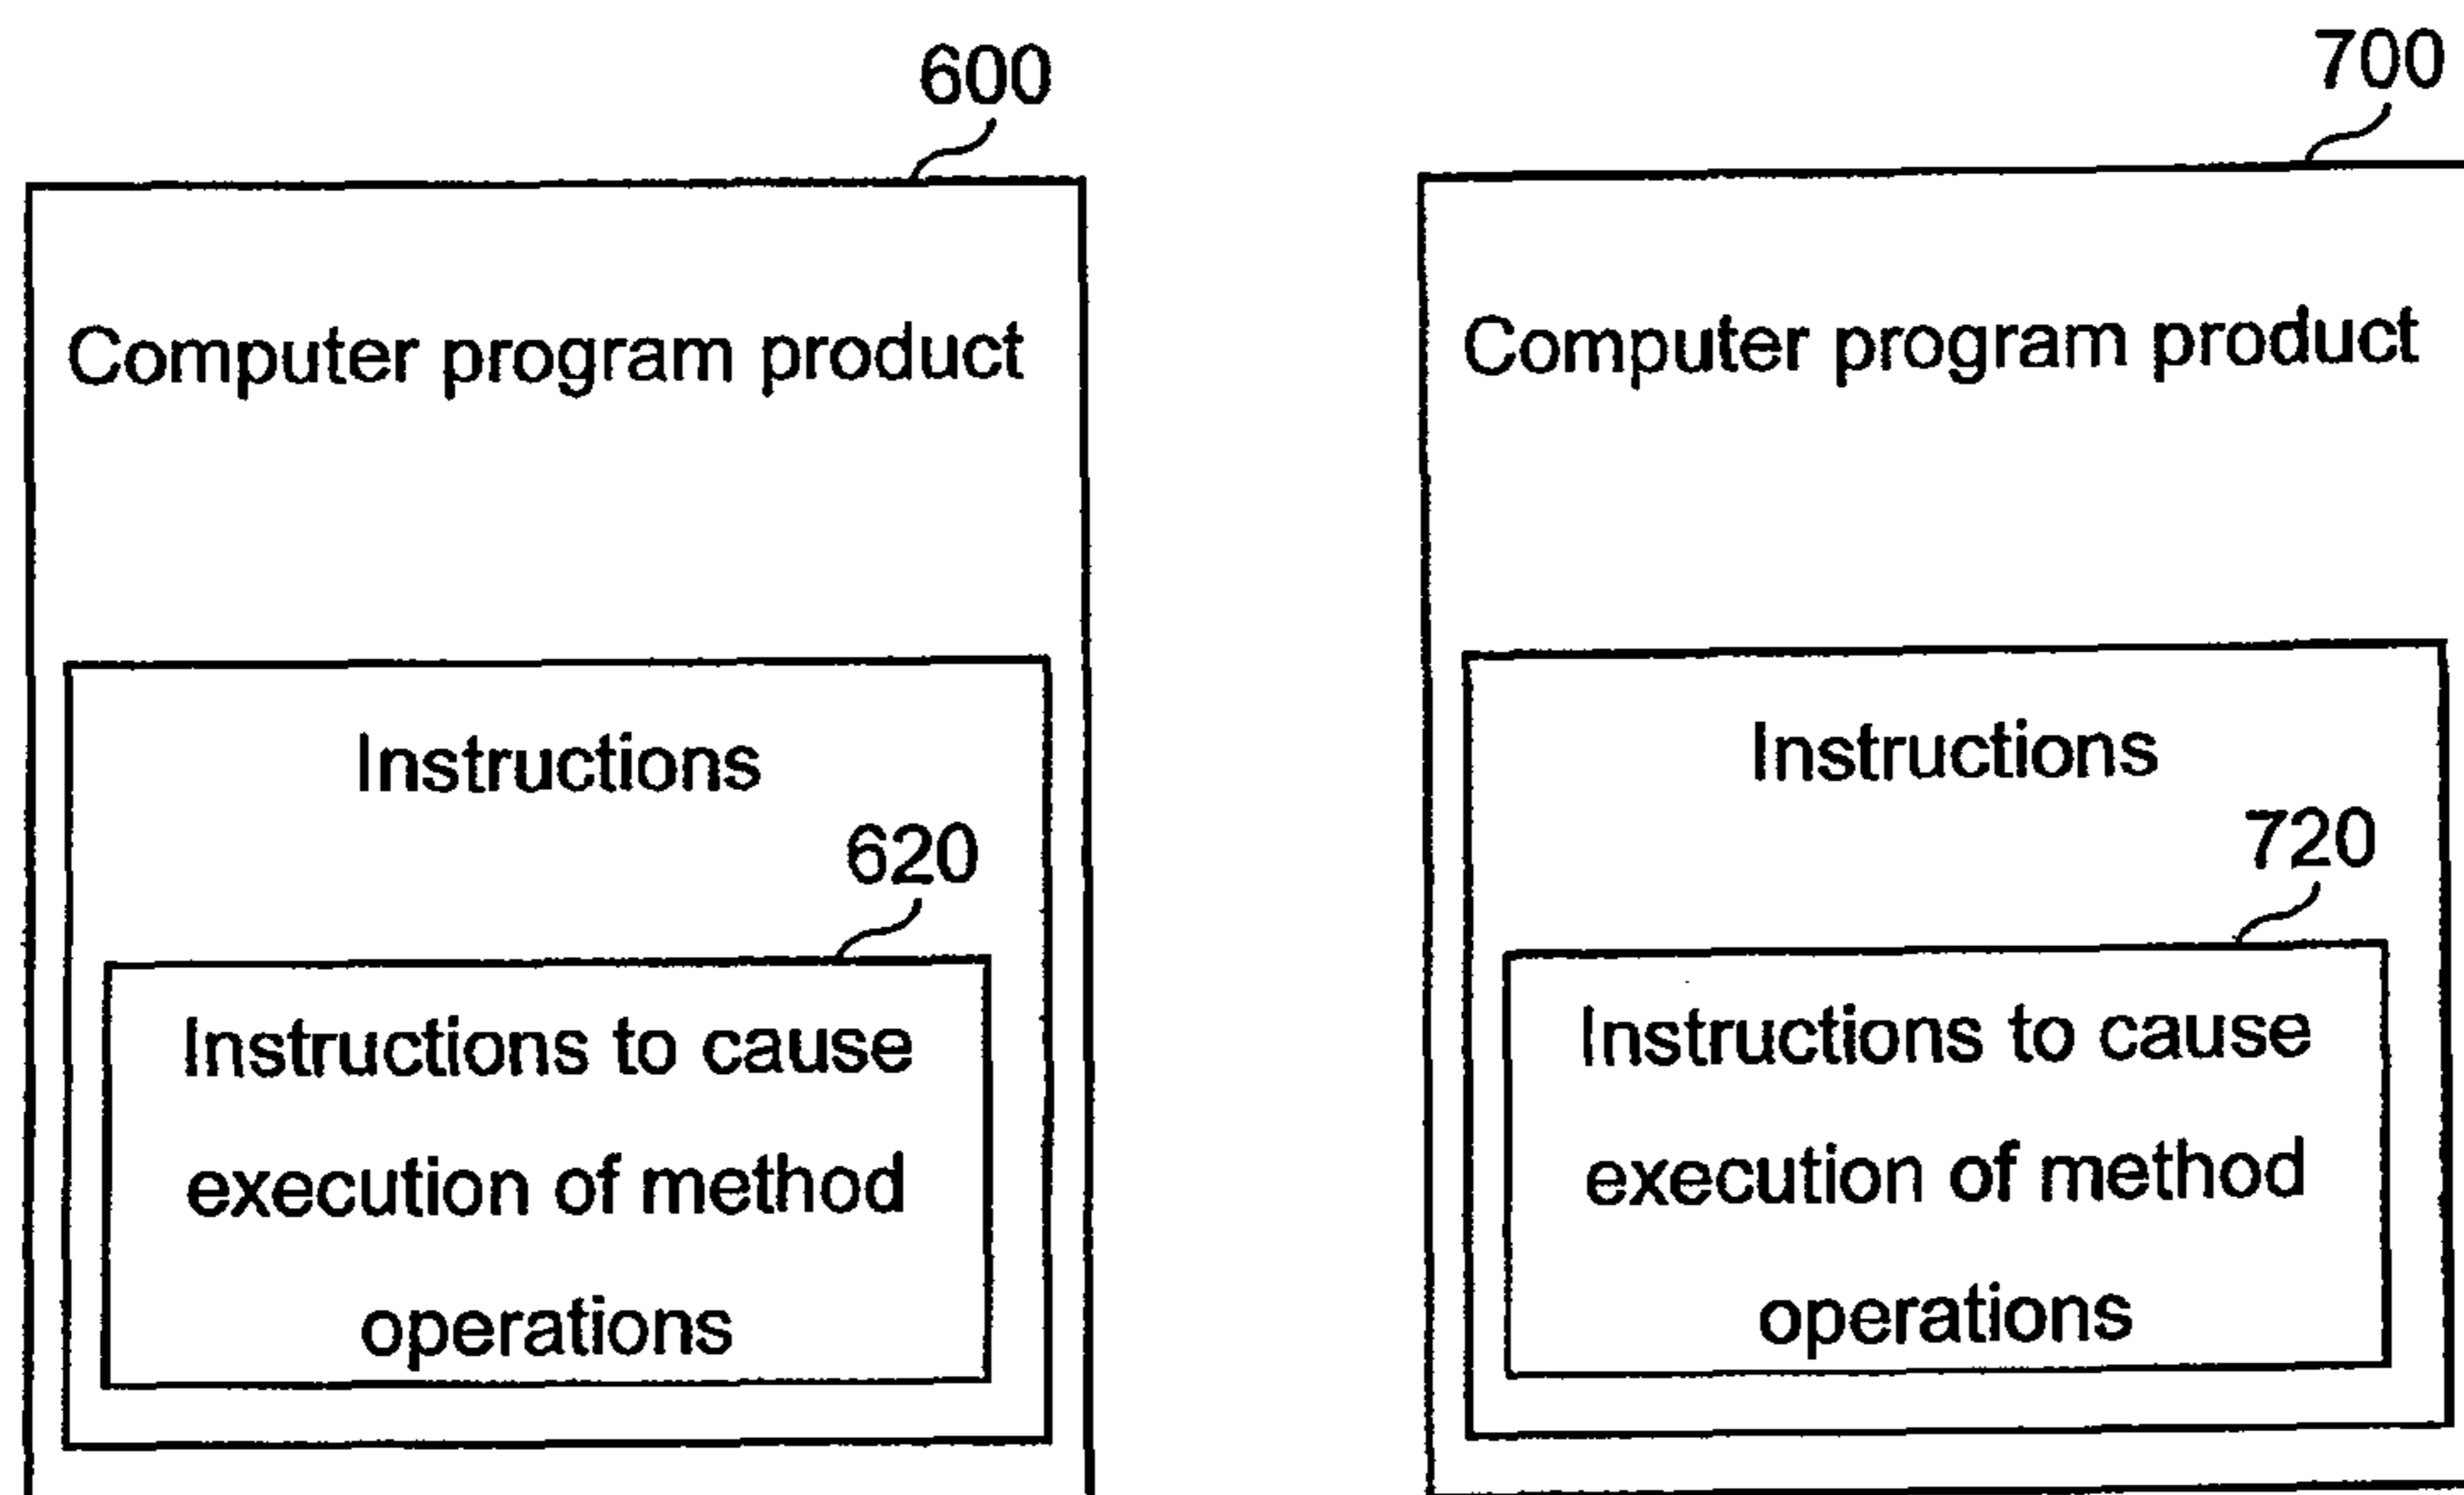 600
Computer program product
Instructions
620
Instructions to cause
execution of method
operations
700
Computer program product
Instructions
720
Instructions to cause
execution of method
operations